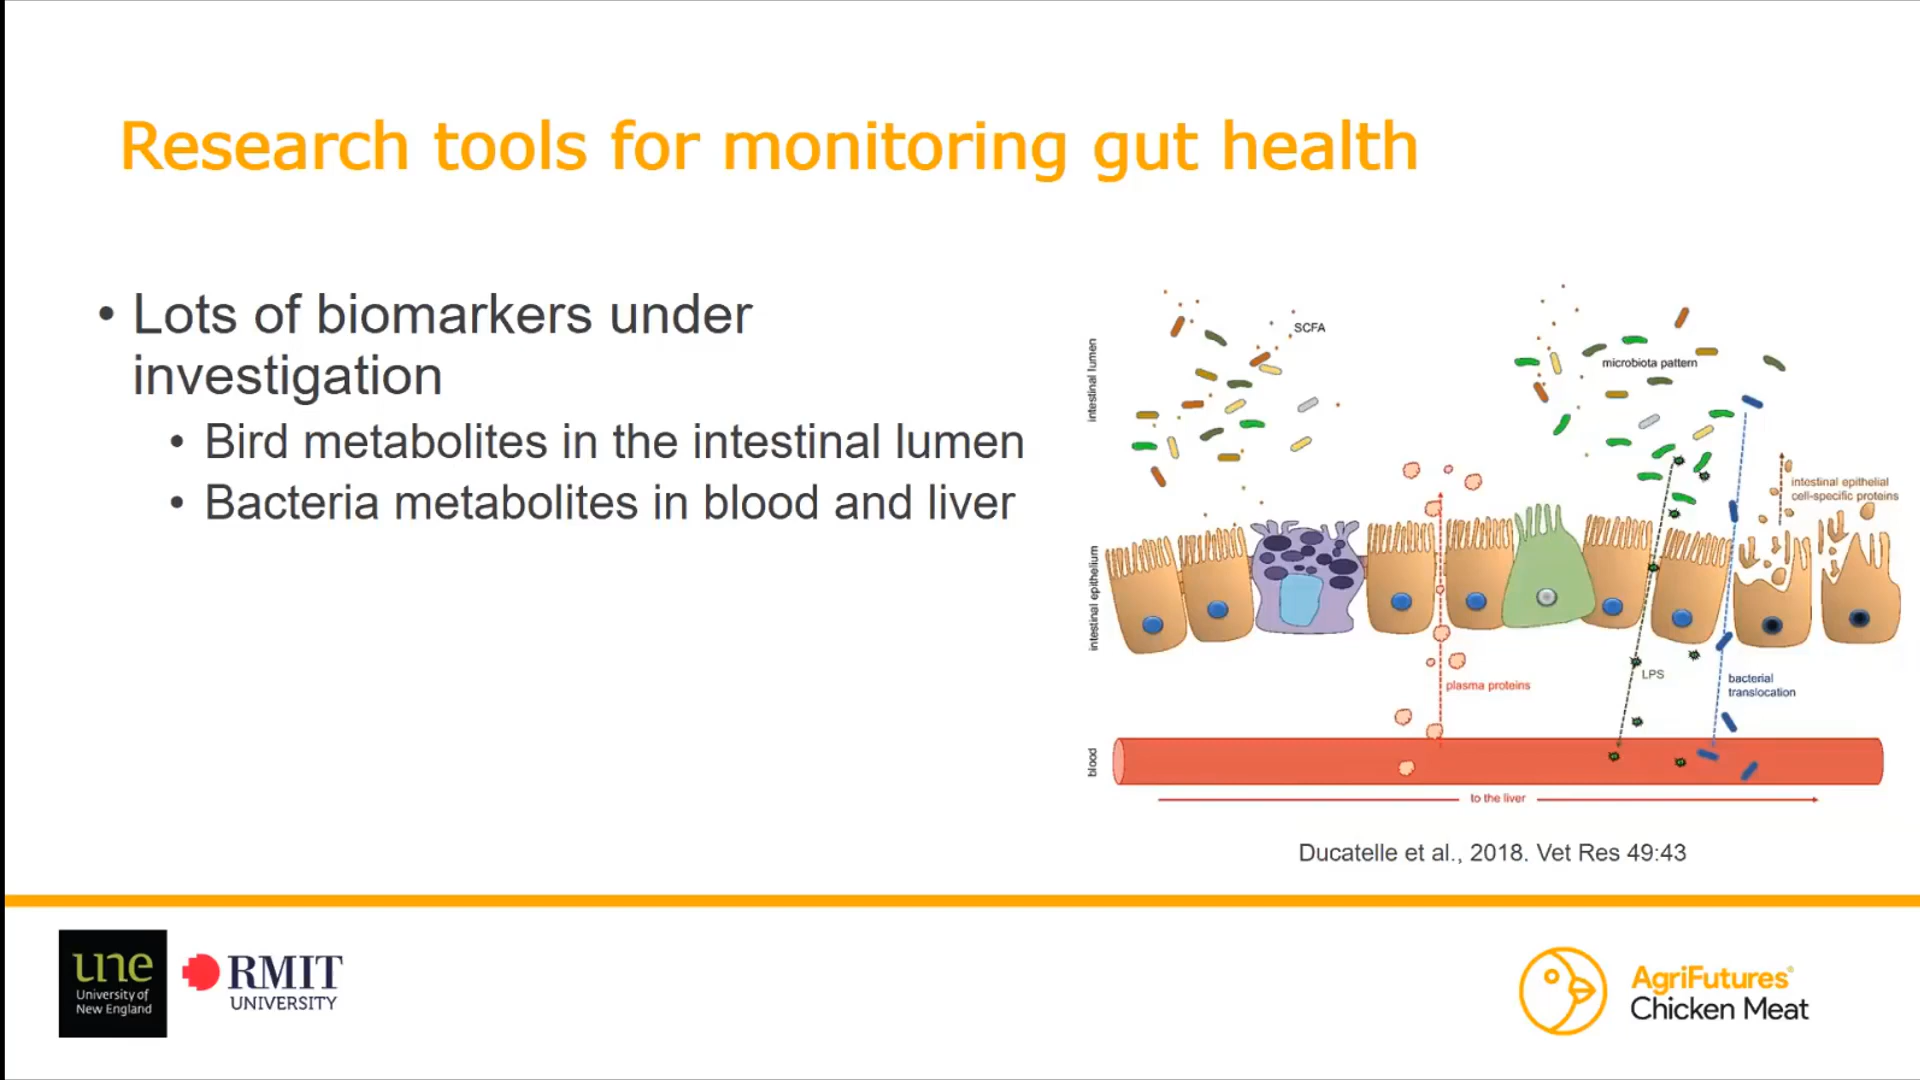 Research tools for monitoring gut health
• Lots of biomarkers under
investigation
• Bird metabolites in the intestinal lumen
• Bacteria metabolites in blood and liver
intestinal lumen
SCFA
microbiota pattern
intestinal epithelial
cell-specific proteins
intestinal epithelium
plasma proteins
LPS
bacterial
translocation
blood
to the liver
Ducatelle et al., 2018. Vet Res 49:43
une
University of
New England
RMIT
UNIVERSITY
AgriFutures®
Chicken Meat